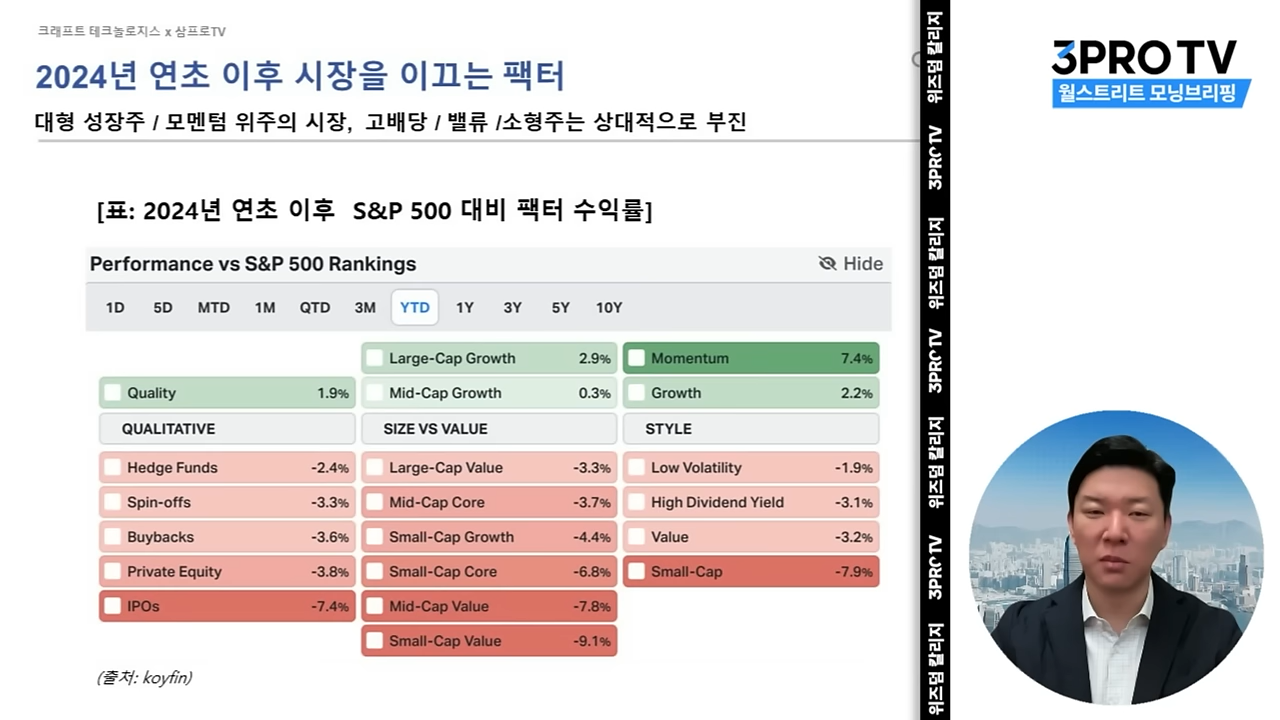 크래프트 테크놀로지스 x 삼프로TV
2024년 연초 이후 시장을 이끄는 팩터
대형 성장주 / 모멘텀 위주의 시장, 고배당 / 밸류 /소형주는 상대적으로 부진
[표: 2024년 연초 이후 S&P 500 대비 팩터 수익률]
Performance vs S&P 500 Rankings
Hide
1D 5D MTD 1M QTD 3M YTD 1Y 3Y 5Y 10Y
Large-Cap Growth 2.9% Momentum 7.4%
Quality 1.9% Mid-Cap Growth 0.3% Growth 2.2%
QUALITATIVE SIZE VS VALUE STYLE
Hedge Funds -2.4% Large-Cap Value -3.3% Low Volatility -1.9%
Spin-offs -3.3% Mid-Cap Core -3.7% High Dividend Yield -3.1%
Buybacks -3.6% Small-Cap Growth -4.4% Value -3.2%
Private Equity -3.8% Small-Cap Core -6.8% Small-Cap -7.9%
IPOs -7.4% Mid-Cap Value -7.8%
Small-Cap Value -9.1%
(출처: koyfin)
위즈덤 칼리지
3PROTV
위즈덤 칼리지
3PROTV
위즈덤 칼리지
3PROTV
위즈덤 칼리지
3PRO TV
월스트리트 모닝브리핑